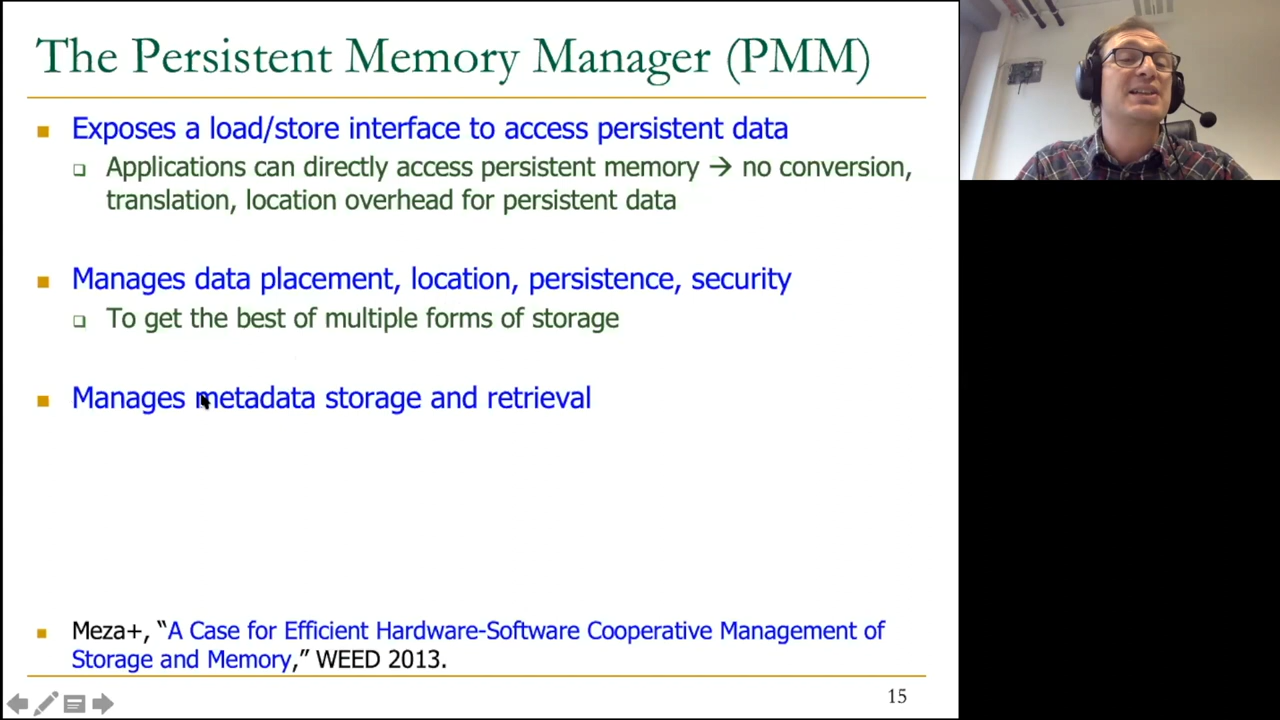 The Persistent Memory Manager (PMM)
Exposes a load/store interface to access persistent data
Applications can directly access persistent memory → no conversion,
translation, location overhead for persistent data
Manages data placement, location, persistence, security
To get the best of multiple forms of storage
Manages metadata storage and retrieval
Meza+, “A Case for Efficient Hardware-Software Cooperative Management of
Storage and Memory,” WEED 2013.
15